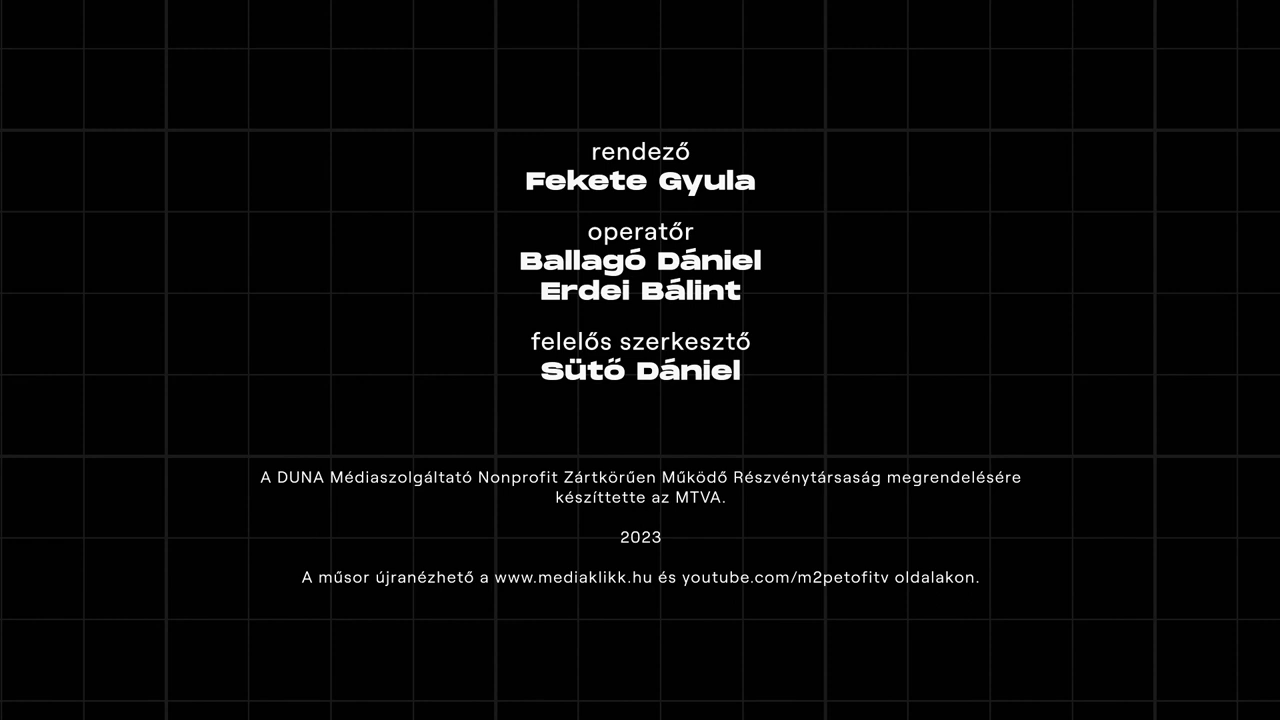 rendező
Fekete Gyula
operatőr
Ballagó Dániel
Erdei Bálint
felelős szerkesztő
Sütő Dániel
A DUNA Médiaszolgáltató Nonprofit Zártkörűen Működő Részvénytársaság megrendelésére
készíttette az MTVA.
2023
A műsor újranézhető a www.mediaklikk.hu és youtube.com/m2petofitv oldalakon.